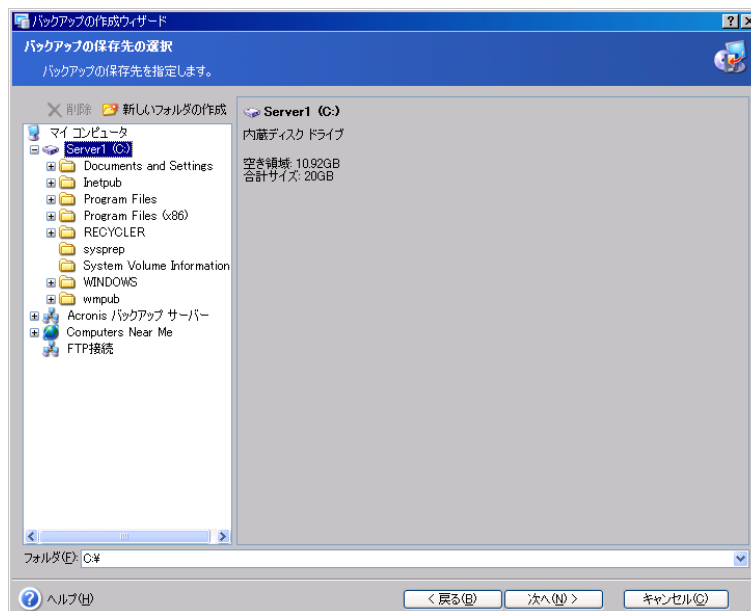 バックアップの作成ウィザード
バックアップの保存先の選択
バックアップの保存先を指定します。
削除 新しいフォルダの作成
マイ コンピュータ
Server1 (C:)
Documents and Settings
Inetpub
Program Files
Program Files (x86)
RECYCLER
sysprep
System Volume Information
WINDOWS
wmpub
Acronis バックアップ サーバー
Computers Near Me
FTP接続
Server1 (C:)
内蔵ディスク ドライブ
空き領域: 10.92GB
合計サイズ: 20GB
フォルダ(F): C:¥
ヘルプ(H) < 戻る(B) 次へ(N) > キャンセル(C)